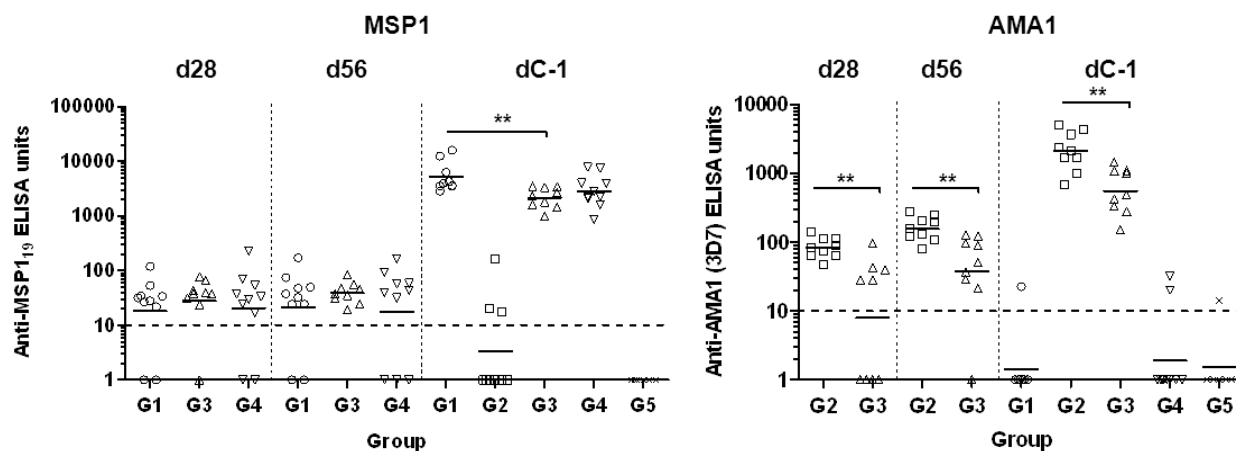 MSP1
d28 d56 dC-1
**
100000
10000
1000
100
10
1
Anti-MSP1₁₉ ELISA units
G1 G3 G4 G1 G3 G4 G1 G2 G3 G4 G5
Group
AMA1
d28 d56 dC-1
** ** **
10000
1000
100
10
1
Anti-AMA1 (3D7) ELISA units
G2 G3 G2 G3 G1 G2 G3 G4 G5
Group